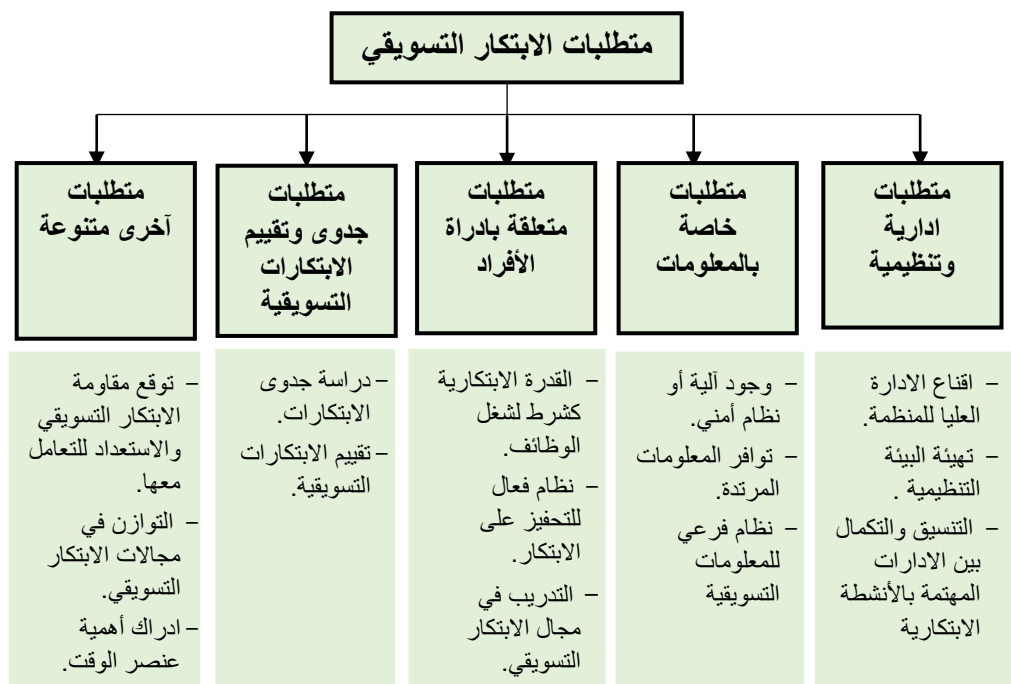 متطلبات الابتكار التسويقي
متطلبات
ادارية
وتنظيمية
متطلبات
خاصة
بالمعلومات
متطلبات
متعلقة بادراة
الأفراد
متطلبات
جدوى وتقييم
الابتكارات
التسويقية
متطلبات
آخرى متنوعة
- اقناع الادارة
العليا للمنظمة.
- تهيئة البيئة
التنظيمية .
- التنسيق والتكمال
بين الادارات
المهتمة بالأنشطة
الابتكارية
- وجود آلية أو
نظام أمني.
- توافر المعلومات
المرتدة.
- نظام فرعي
للمعلومات
التسويقية
- القدرة الابتكارية
كشرط لشغل
الوظائف.
- نظام فعال
للتحفيز على
الابتكار.
- التدريب في
مجال الابتكار
التسويقي.
- دراسة جدوى
الابتكارات.
- تقييم الابتكارات
التسويقية.
- توقع مقاومة
الابتكار التسويقي
والاستعداد للتعامل
معها.
- التوازن في
مجالات الابتكار
التسويقي.
- ادراك أهمية
عنصر الوقت.